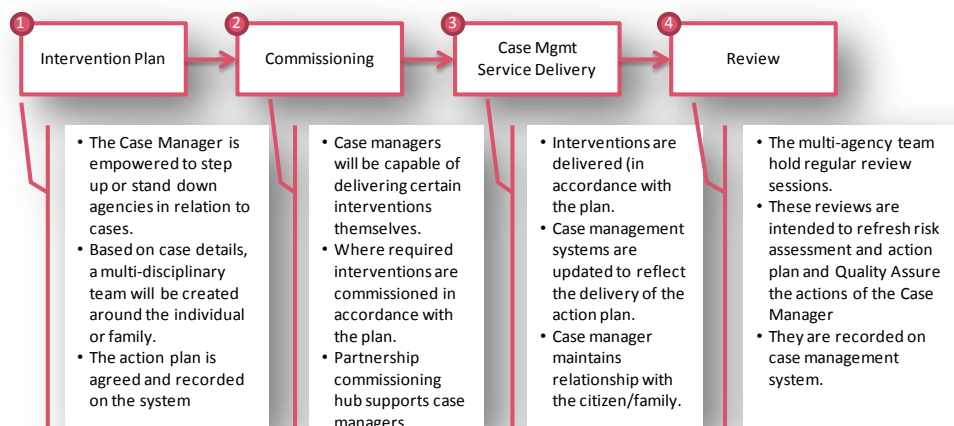 1
Intervention Plan
2
Commissioning
3
Case Mgmt
Service Delivery
4
Review
• The Case Manager is
empowered to step
up or stand down
agencies in relation to
cases.
• Based on case details,
a multi-disciplinary
team will be created
around the individual
or family.
• The action plan is
agreed and recorded
on the system
• Case managers
will be capable of
delivering certain
interventions
themselves.
• Where required
interventions are
commissioned in
accordance with
the plan.
• Partnership
commissioning
hub supports case
managers
• Interventions are
delivered (in
accordance with
the plan.
• Case management
systems are
updated to reflect
the delivery of the
action plan.
• Case manager
maintains
relationship with
the citizen/family.
• The multi-agency team
hold regular review
sessions.
• These reviews are
intended to refresh risk
assessment and action
plan and Quality Assure
the actions of the Case
Manager
• They are recorded on
case management
system.